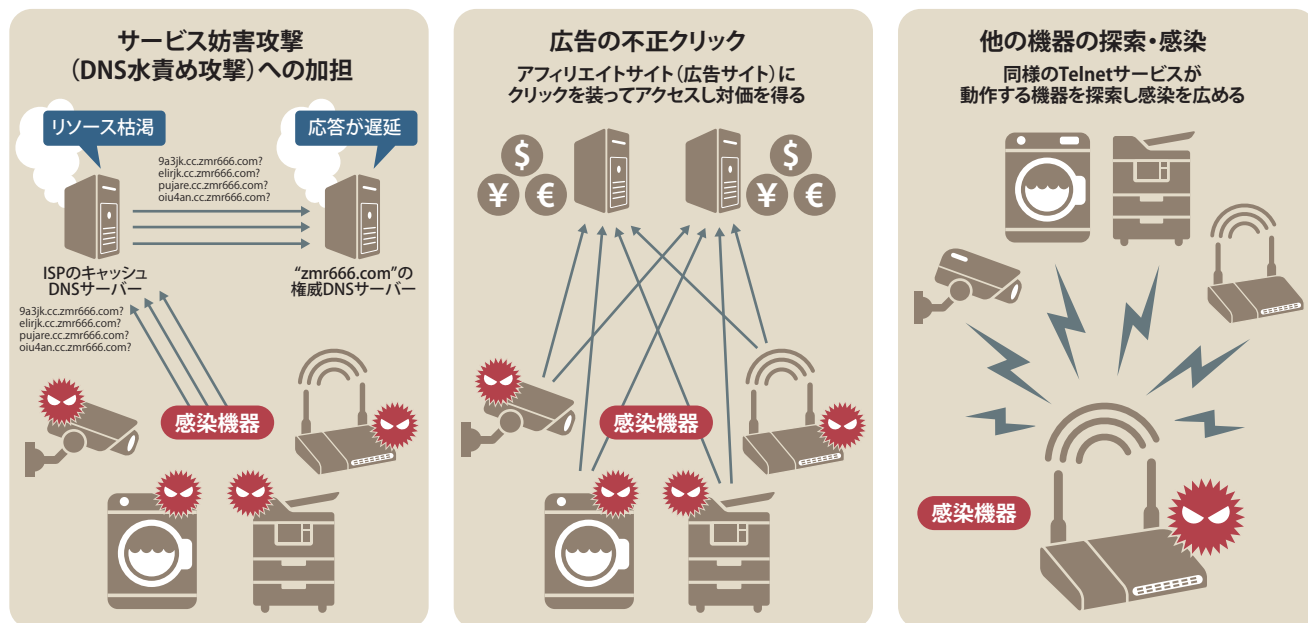 サービス妨害攻撃
（DNS水責め攻撃）への加担
リソース枯渇
応答が遅延
9a3jk.cc.zmr666.com?
elirjk.cc.zmr666.com?
pujare.cc.zmr666.com?
oiu4an.cc.zmr666.com?
ISPのキャッシュ
DNSサーバー
“zmr666.com”の
権威DNSサーバー
9a3jk.cc.zmr666.com?
elirjk.cc.zmr666.com?
pujare.cc.zmr666.com?
oiu4an.cc.zmr666.com?
感染機器
広告の不正クリック
アフィリエイトサイト（広告サイト）に
クリックを装ってアクセスし対価を得る
$
¥ €
$
¥ €
感染機器
他の機器の探索・感染
同様のTelnetサービスが
動作する機器を探索し感染を広める
感染機器